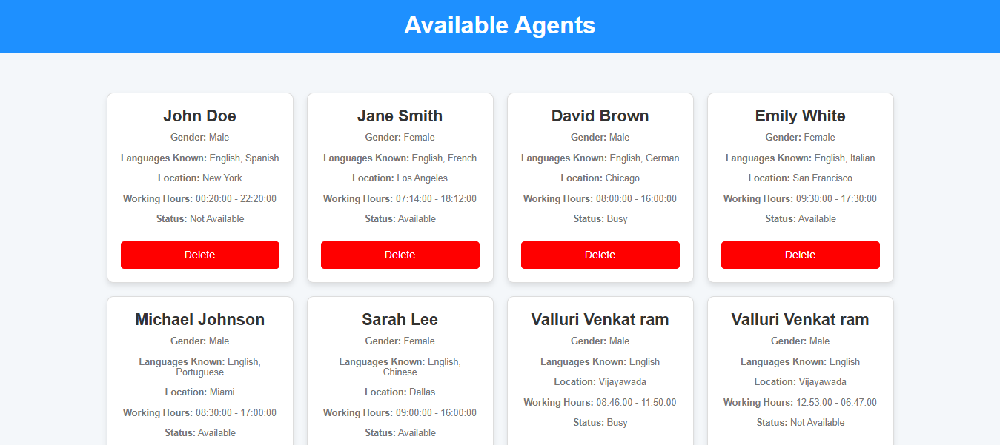 Available Agents
John Doe
Gender: Male
Languages Known: English, Spanish
Location: New York
Working Hours: 00:20:00 - 22:20:00
Status: Not Available
Delete
Jane Smith
Gender: Female
Languages Known: English, French
Location: Los Angeles
Working Hours: 07:14:00 - 18:12:00
Status: Available
Delete
David Brown
Gender: Male
Languages Known: English, German
Location: Chicago
Working Hours: 08:00:00 - 16:00:00
Status: Busy
Delete
Emily White
Gender: Female
Languages Known: English, Italian
Location: San Francisco
Working Hours: 09:30:00 - 17:30:00
Status: Available
Delete
Michael Johnson
Gender: Male
Languages Known: English,
Portuguese
Location: Miami
Working Hours: 08:30:00 - 17:00:00
Status: Available
Sarah Lee
Gender: Female
Languages Known: English,
Chinese
Location: Dallas
Working Hours: 09:00:00 - 16:00:00
Status: Available
Valluri Venkat ram
Gender: Male
Languages Known: English
Location: Vijayawada
Working Hours: 08:46:00 - 11:50:00
Status: Busy
Valluri Venkat ram
Gender: Male
Languages Known: English
Location: Vijayawada
Working Hours: 12:53:00 - 06:47:00
Status: Not Available